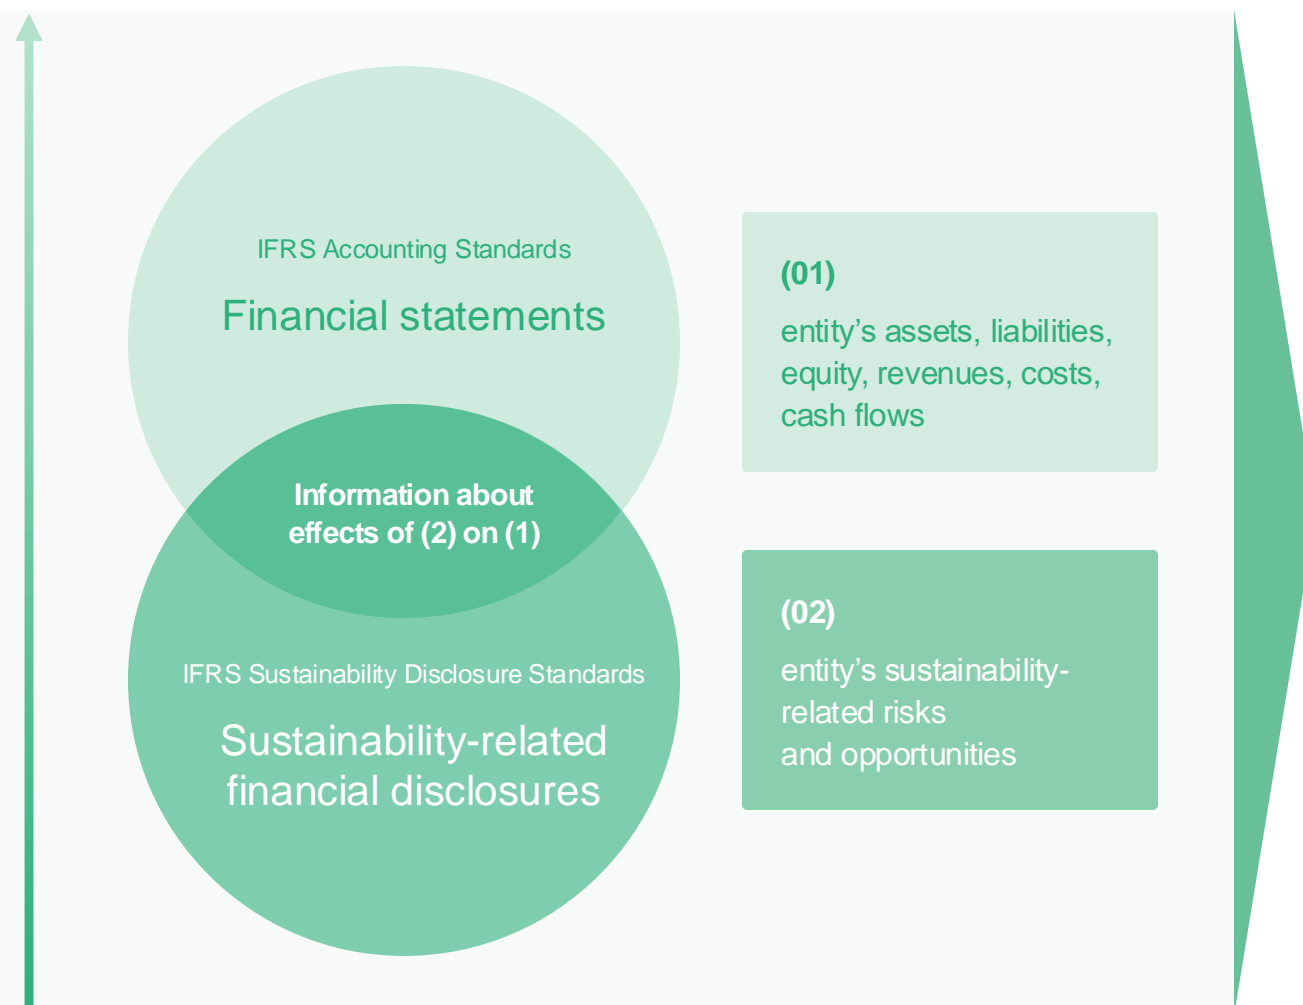 IFRS Accounting Standards
Financial statements
Information about
effects of (2) on (1)
IFRS Sustainability Disclosure Standards
Sustainability-related
financial disclosures
(01)
entity’s assets, liabilities,
equity, revenues, costs,
cash flows
(02)
entity’s sustainability-
related risks
and opportunities